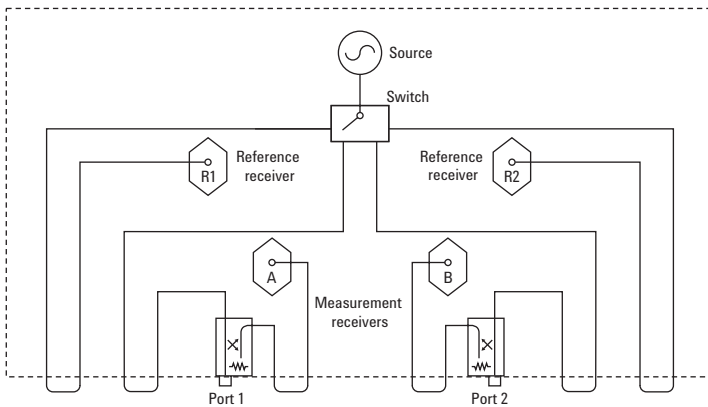 Source
Switch
Reference
receiver
R1
Reference
receiver
R2
A
B
Measurement
receivers
Port 1
Port 2